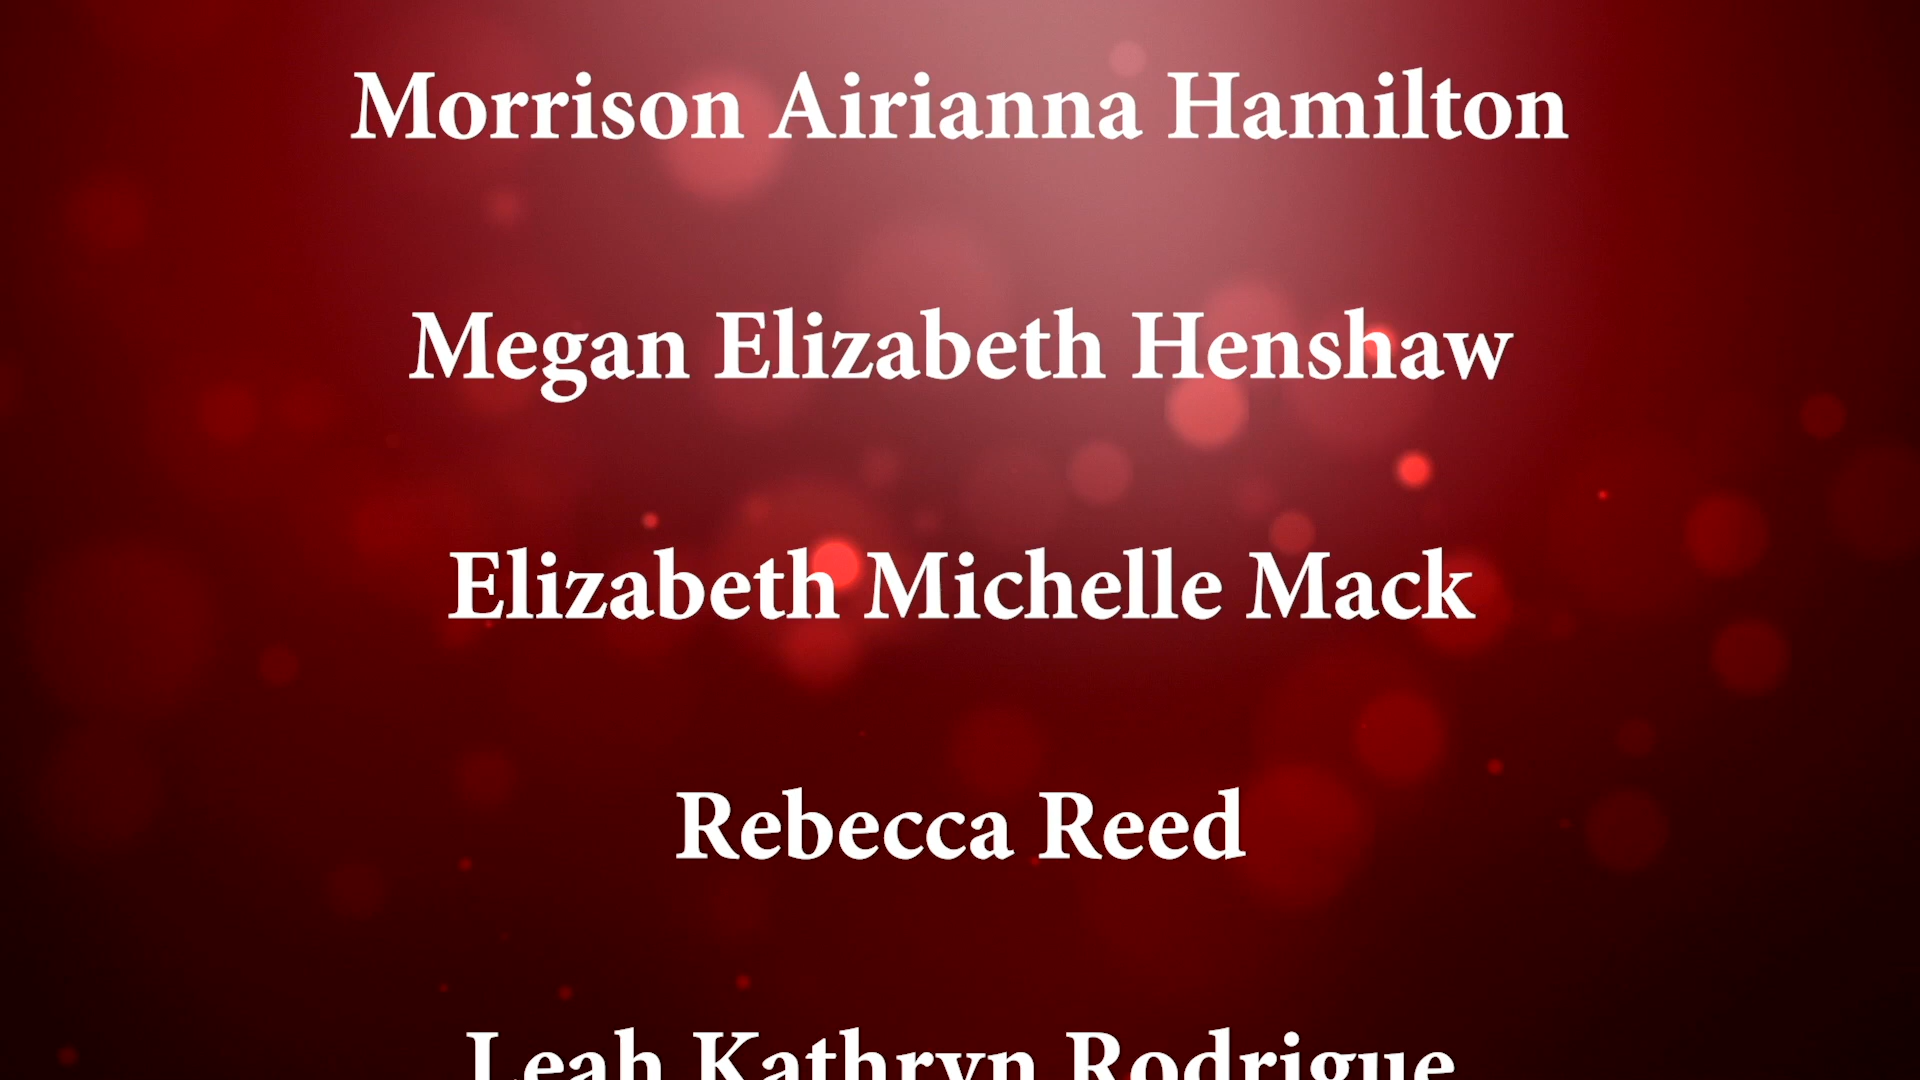 Morrison Airianna Hamilton
Megan Elizabeth Henshaw
Elizabeth Michelle Mack
Rebecca Reed
Leah Kathryn Rodrigue